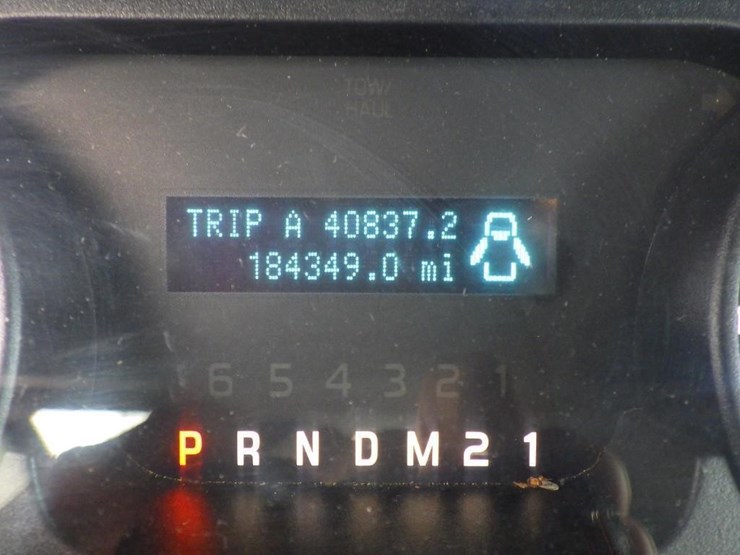 TOW/
HAUL
TRIP A 40837.2
184349.0 mi
6 5 4 3 2 1
P R N D M 2 1